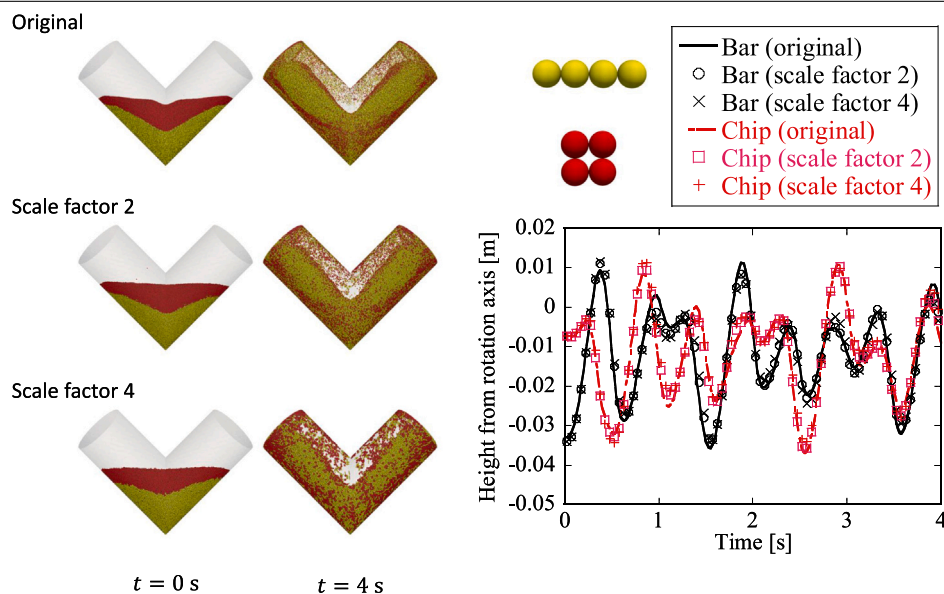 Original
Scale factor 2
Scale factor 4
t = 0 s
t = 4 s
Bar (original)
Bar (scale factor 2)
Bar (scale factor 4)
Chip (original)
Chip (scale factor 2)
Chip (scale factor 4)
Height from rotation axis [m]
0.02
0.01
0
-0.01
-0.02
-0.03
-0.04
-0.05
0 1 2 3 4
Time [s]